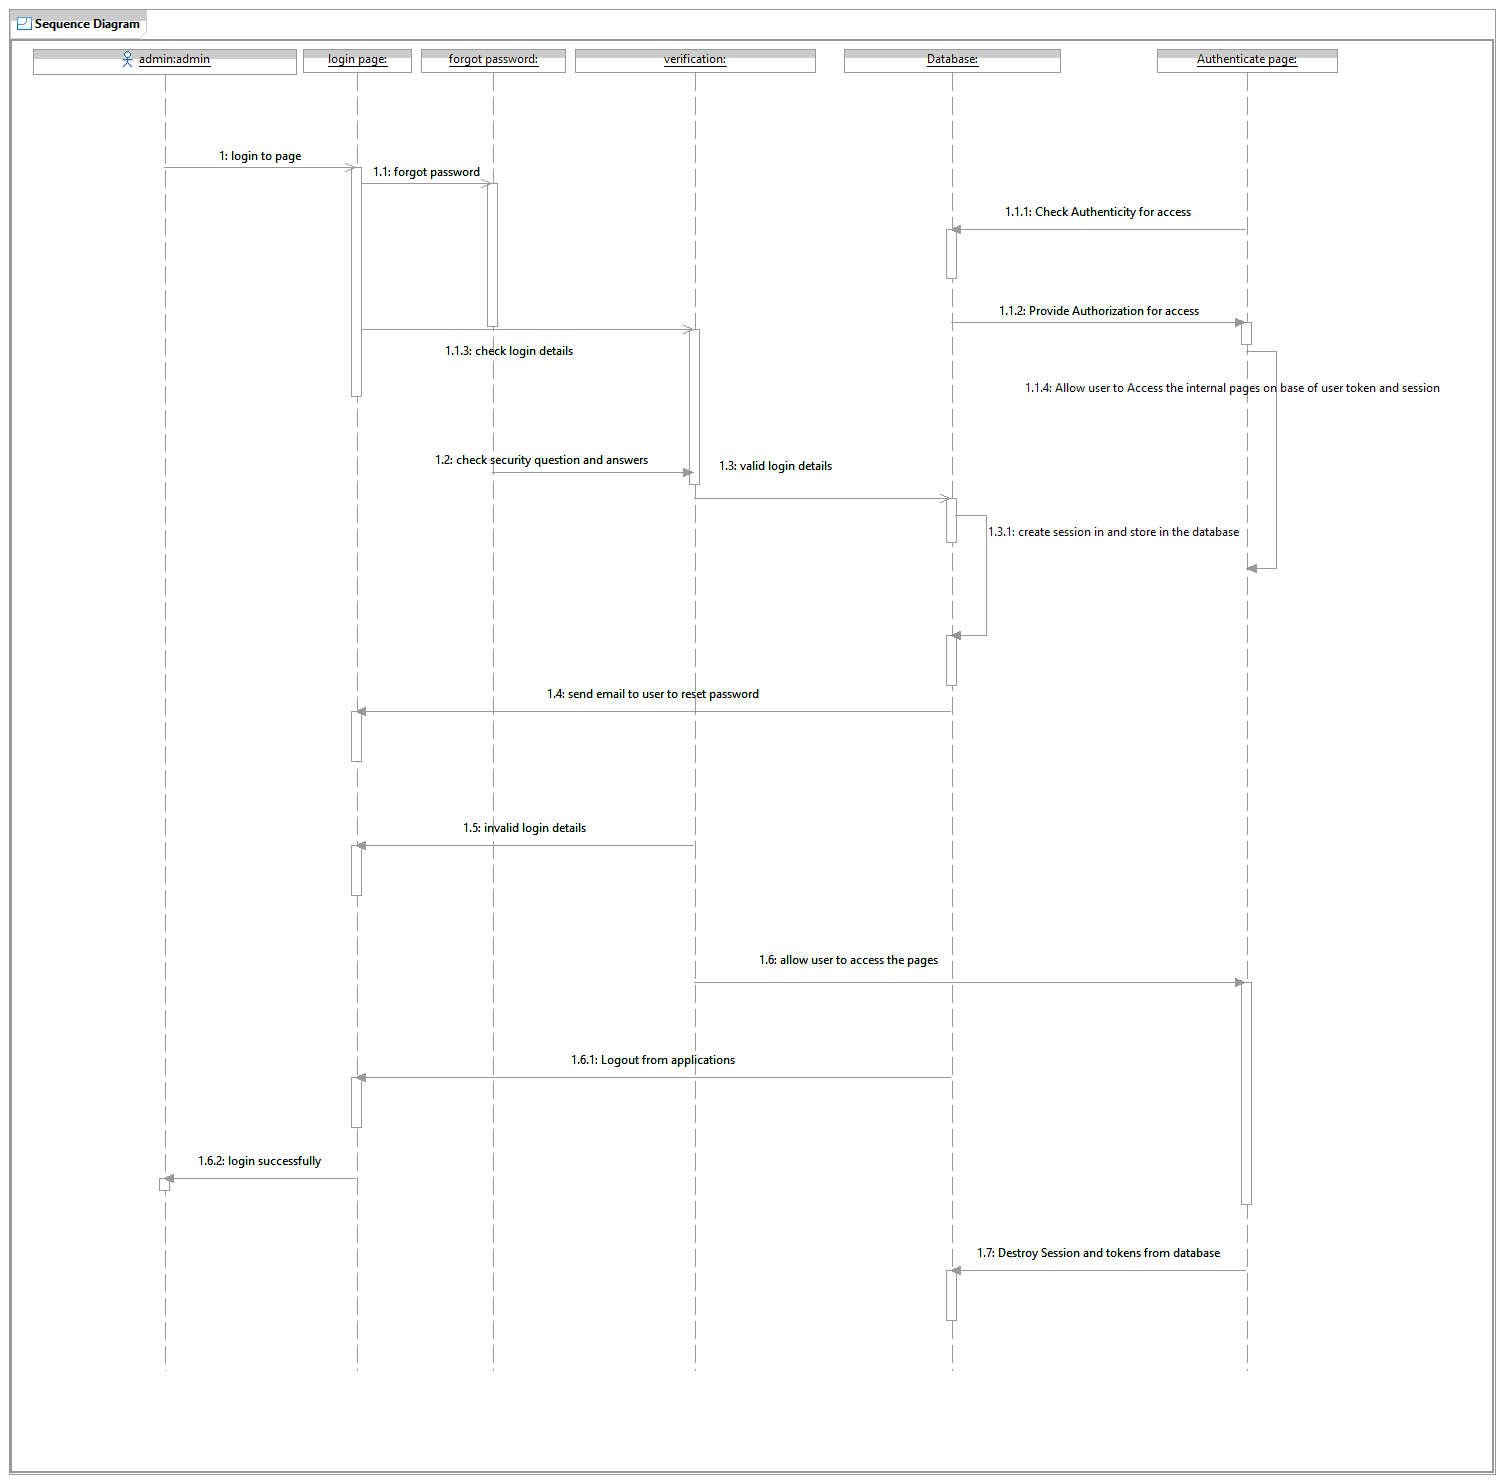 Sequence Diagram
admin:admin
login page:
forgot password:
verification:
Database:
Authenticate page:
1: login to page
1.1: forgot password
1.1.1: Check Authenticity for access
1.1.2: Provide Authorization for access
1.1.3: check login details
1.1.4: Allow user to Access the internal pages on base of user token and session
1.2: check security question and answers
1.3: valid login details
1.3.1: create session in and store in the database
1.4: send email to user to reset password
1.5: invalid login details
1.6: allow user to access the pages
1.6.1: Logout from applications
1.6.2: login successfully
1.7: Destroy Session and tokens from database